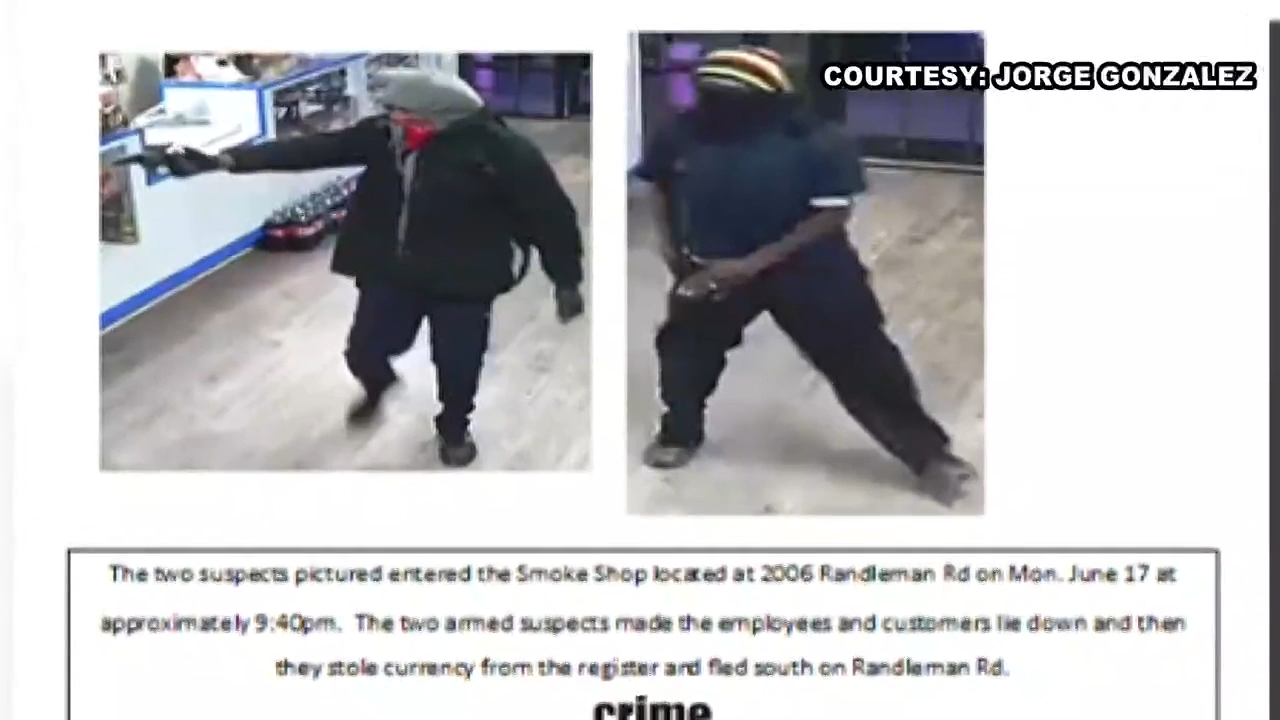 COURTESY: JORGE GONZALEZ
The two suspects pictured entered the Smoke Shop located at 2006 Randleman Rd on Mon. June 17 at
approximately 9:40pm. The two armed suspects made the employees and customers lie down and then
they stole currency from the register and fled south on Randleman Rd.
crime